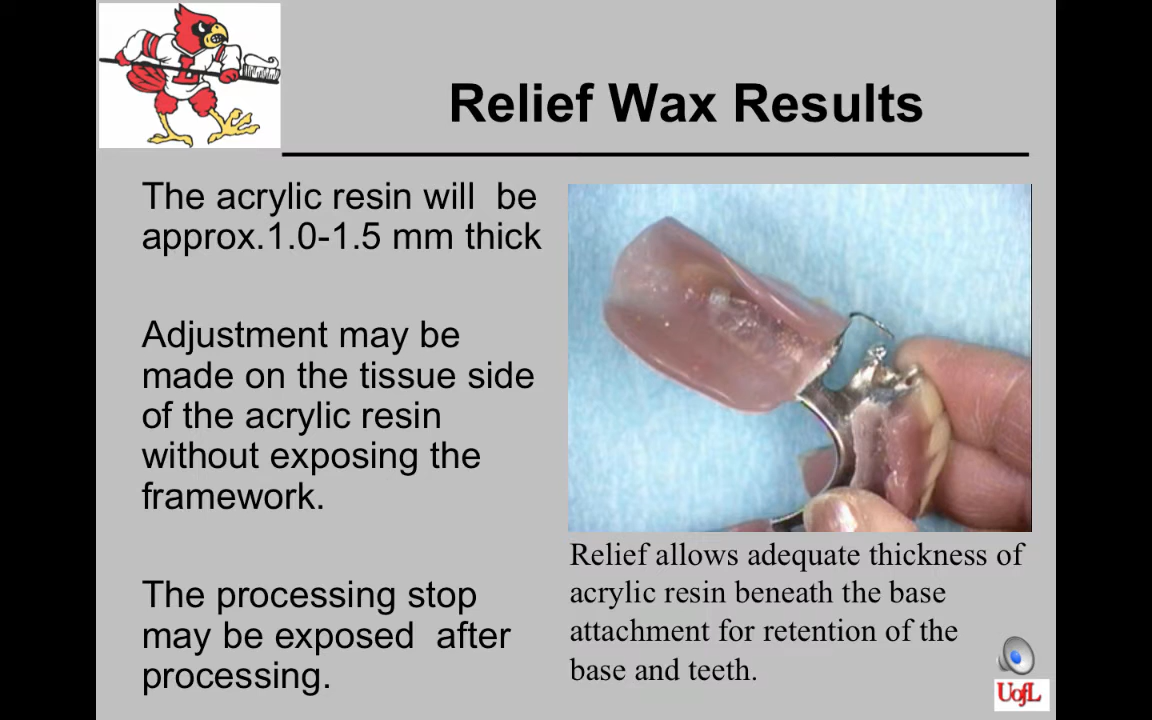 Relief Wax Results
The acrylic resin will  be
approx.1.0-1.5 mm thick
Adjustment may be
made on the tissue side
of the acrylic resin
without exposing the
framework.
The processing stop
may be exposed  after
processing.
Relief allows adequate thickness of
acrylic resin beneath the base
attachment for retention of the
base and teeth.
UofL
L